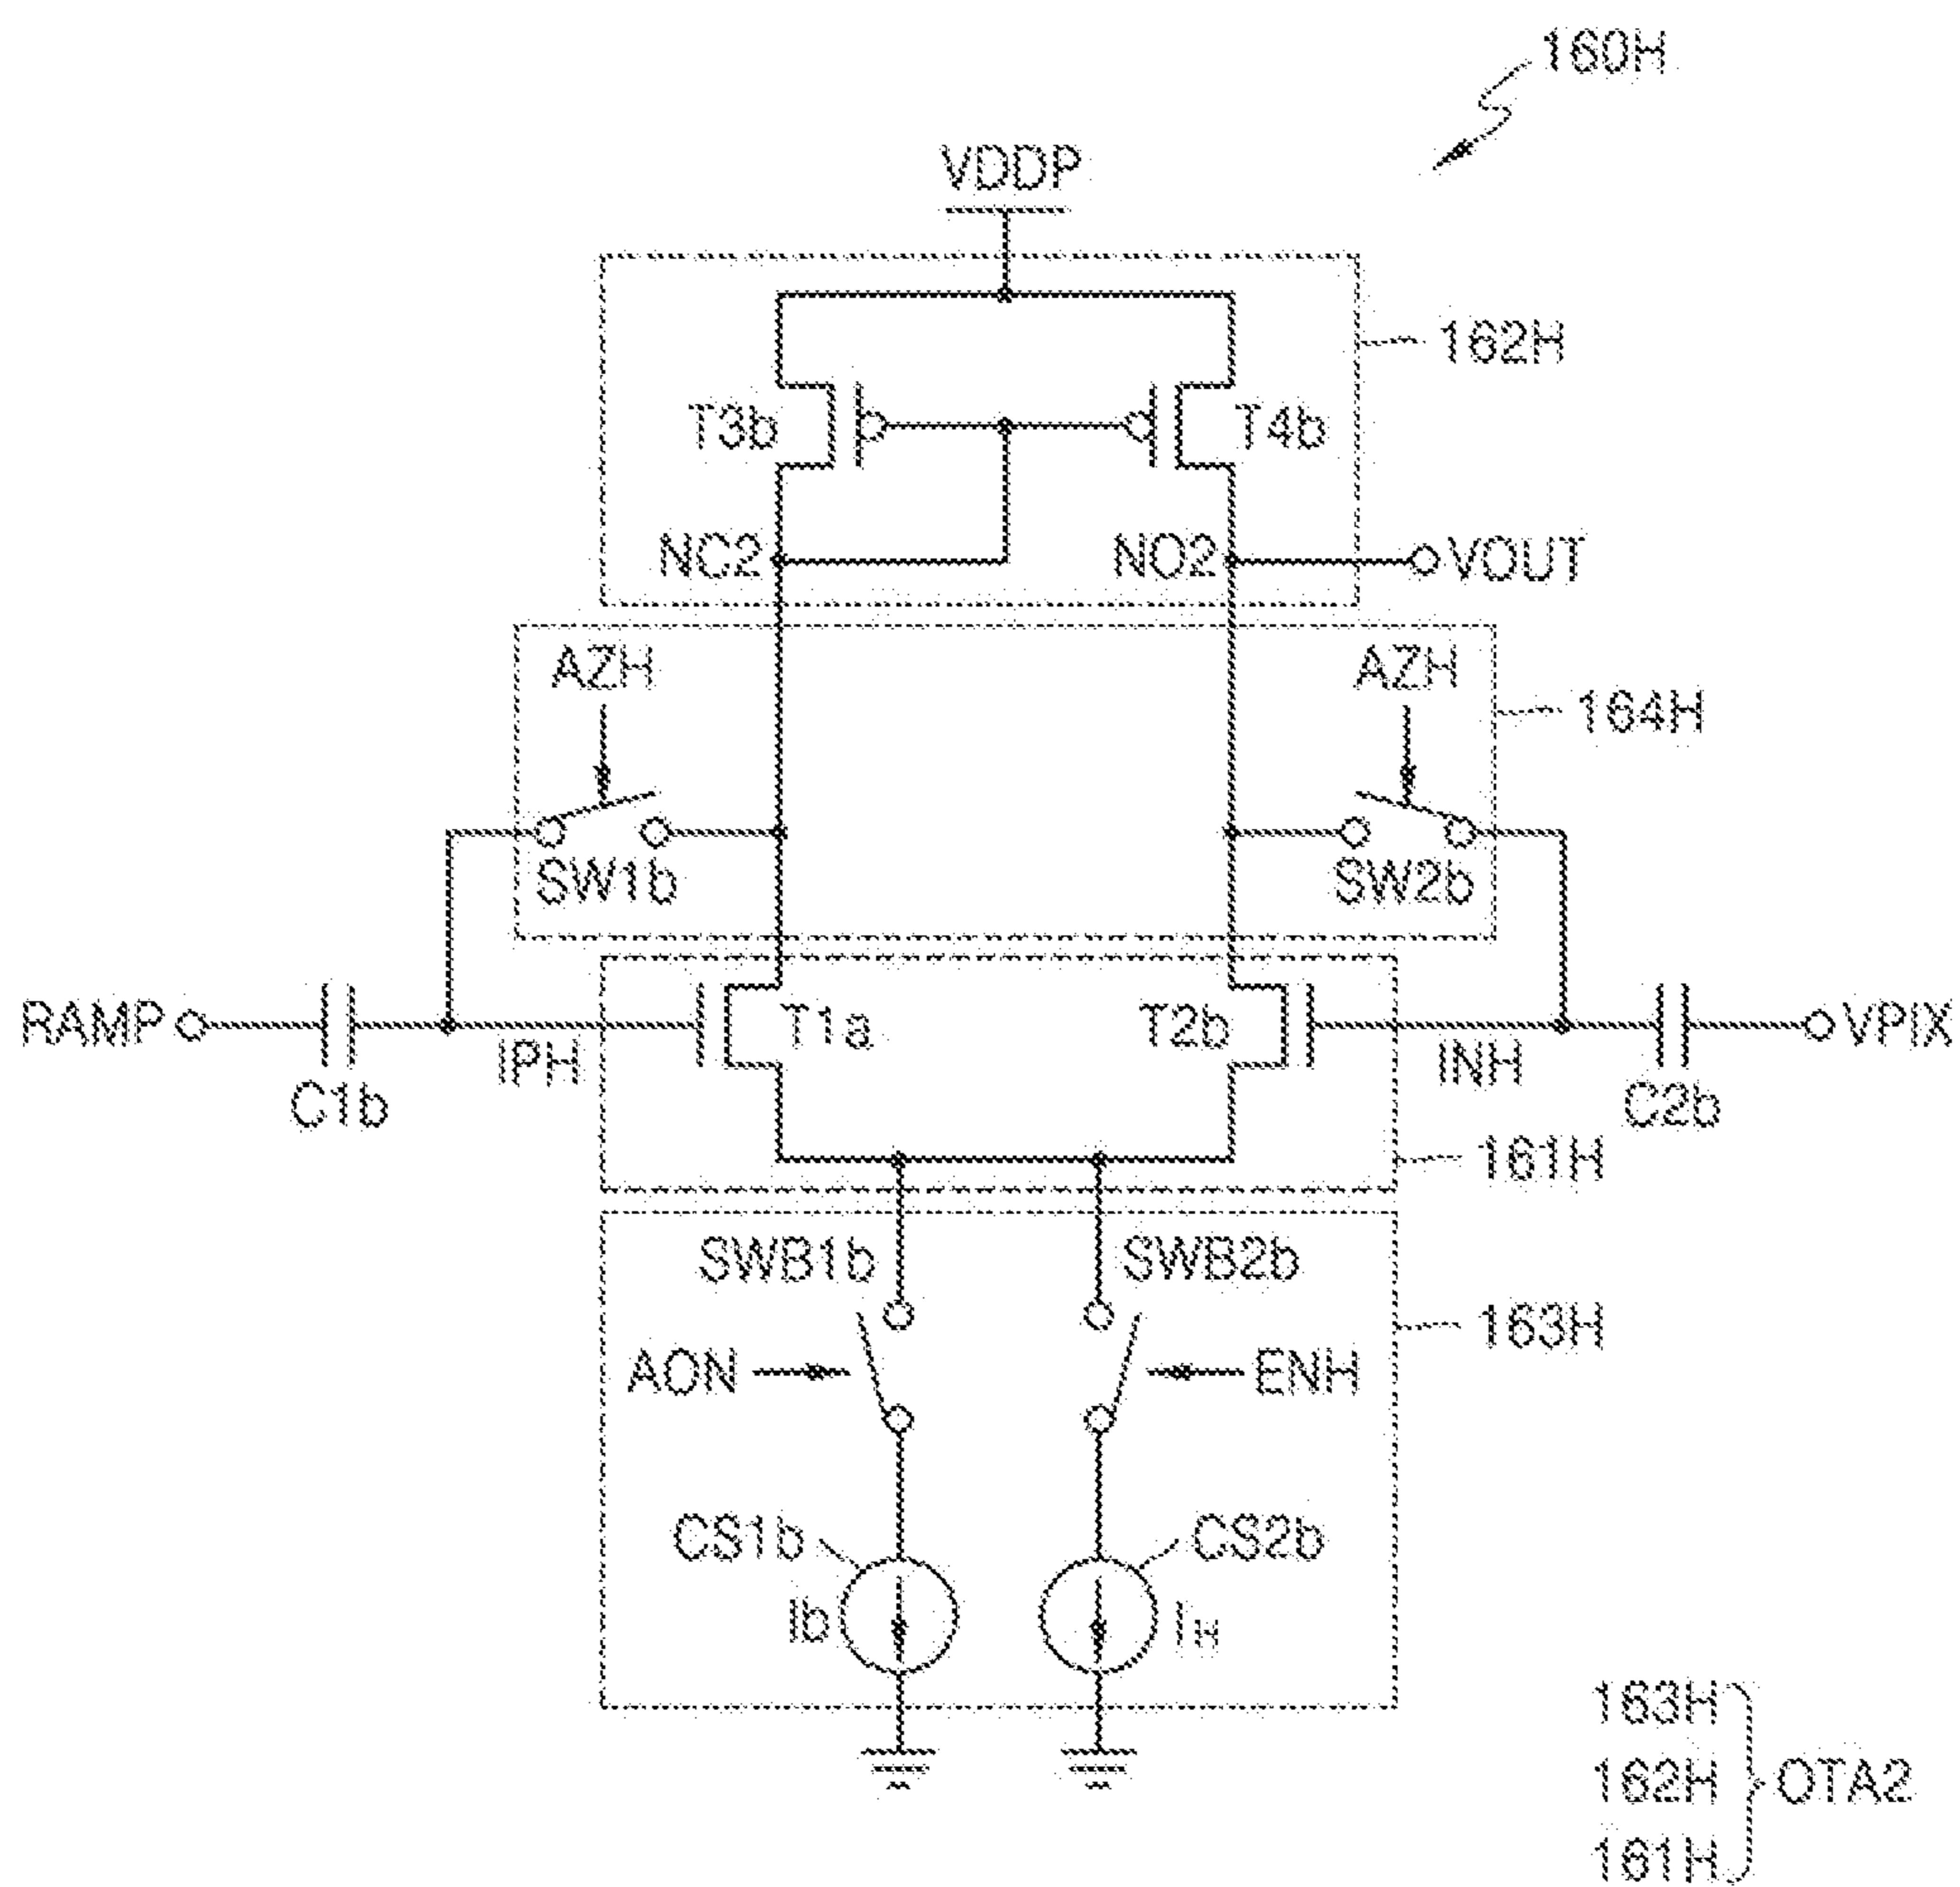 160H
VDDP
162H
T3b
T4b
NC2
NO2
VOUT
AZH
AZH
164H
SW1b
SW2b
RAMP
C1b
IPH
T1a
T2b
INH
C2b
VPIX
161H
SWB1b
SWB2b
163H
AON
ENH
CS1b
CS2b
Ib
IH
163H
162H
161H
OTA2